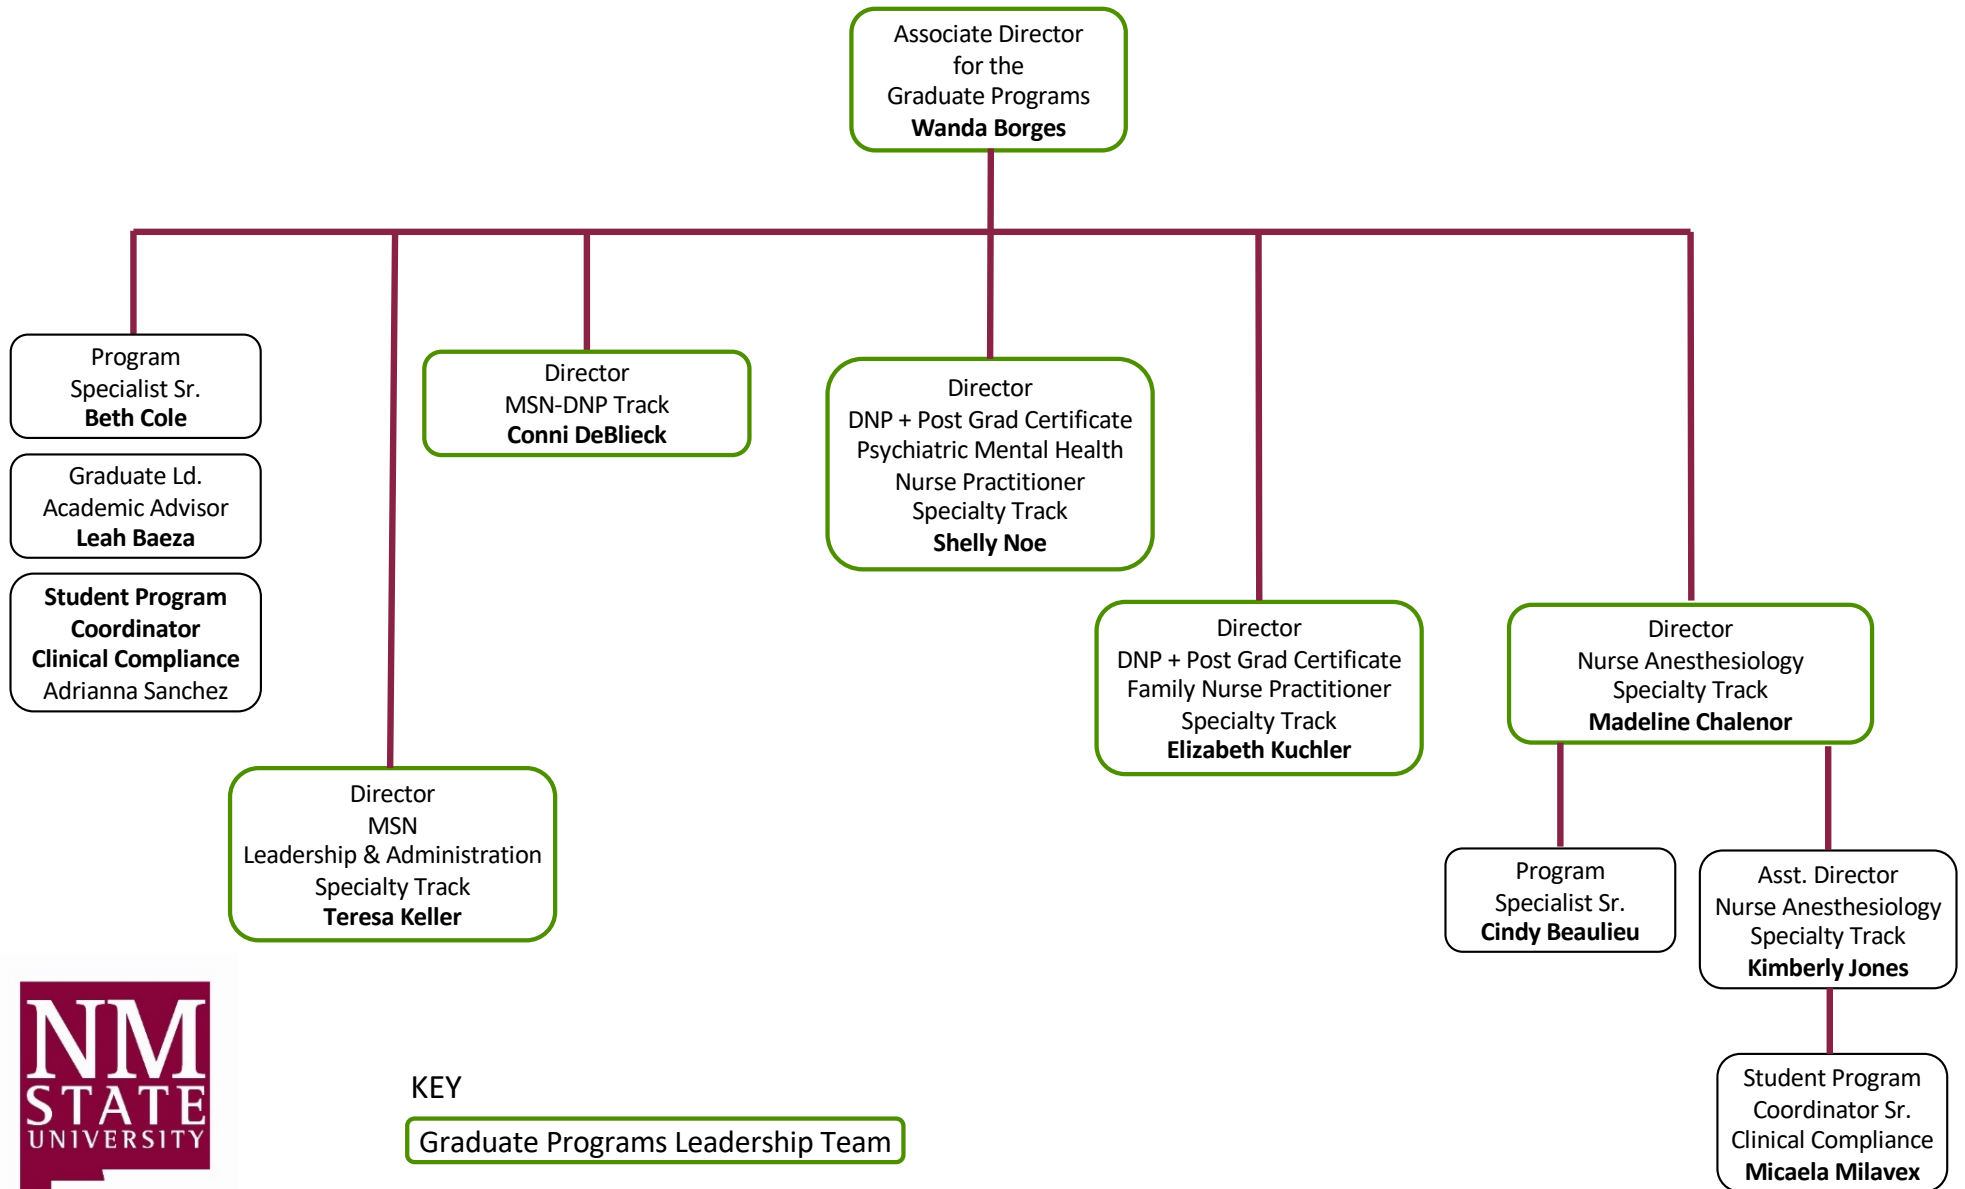 Associate Director
for the
Graduate Programs
Wanda Borges
Program
Specialist Sr.
Beth Cole
Graduate Ld.
Academic Advisor
Leah Baeza
Student Program
Coordinator
Clinical Compliance
Adrianna Sanchez
Director
MSN
Leadership & Administration
Specialty Track
Teresa Keller
Director
MSN-DNP Track
Conni DeBlieck
Director
DNP + Post Grad Certificate
Psychiatric Mental Health
Nurse Practitioner
Specialty Track
Shelly Noe
Director
DNP + Post Grad Certificate
Family Nurse Practitioner
Specialty Track
Elizabeth Kuchler
Director
Nurse Anesthesiology
Specialty Track
Madeline Chalenor
Program
Specialist Sr.
Cindy Beaulieu
Asst. Director
Nurse Anesthesiology
Specialty Track
Kimberly Jones
Student Program
Coordinator Sr.
Clinical Compliance
Micaela Milavex
NM
STATE
UNIVERSITY
KEY
Graduate Programs Leadership Team